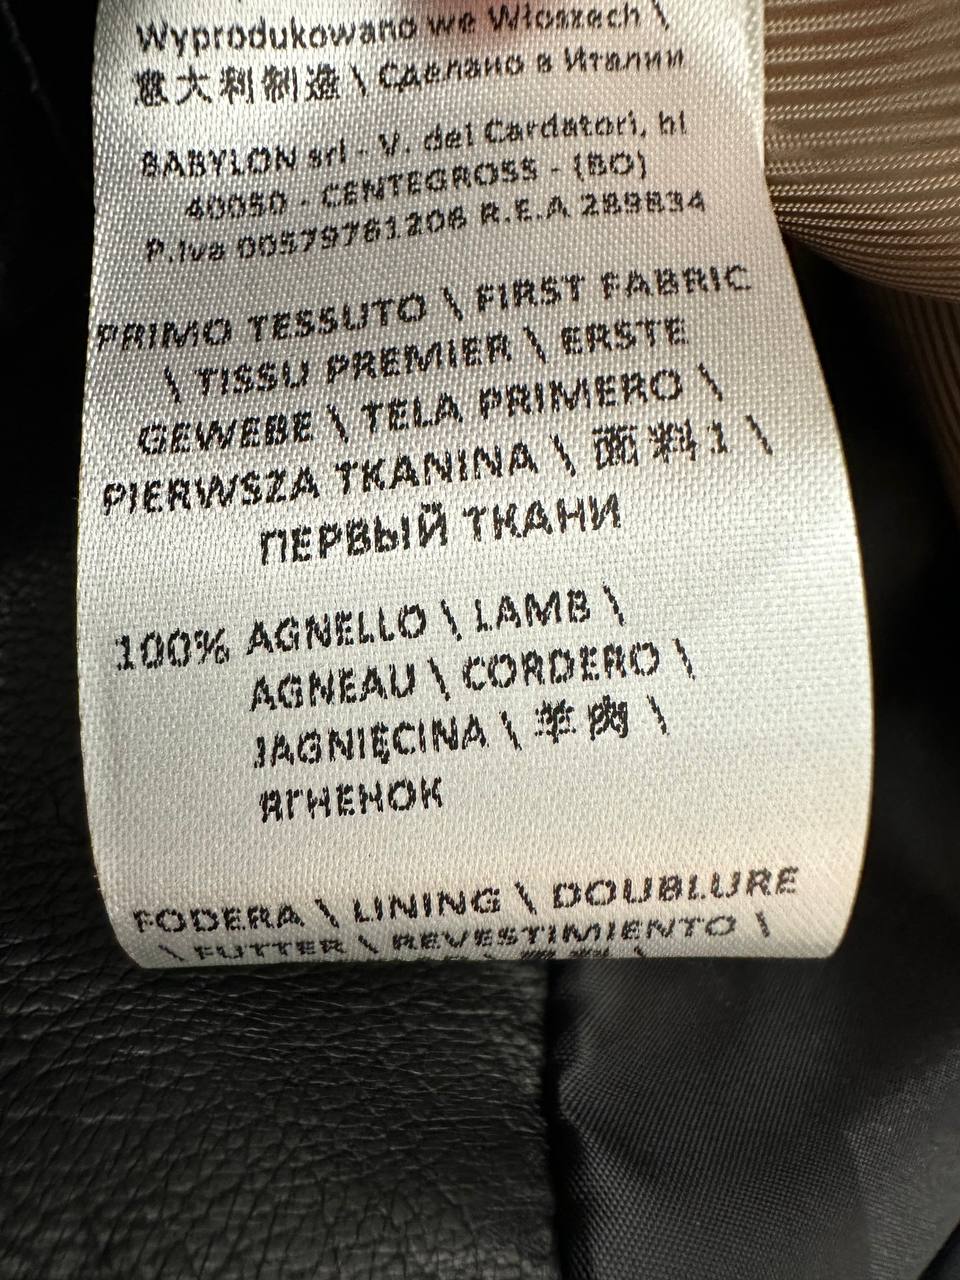 Wyprodukowano we Włoszech \
意大利制造 \ Сделано в Италии
BABYLON srl - V. dei Cardatori, bl
40050 - CENTEGROSS - (BO)
P.Iva 00579761206 R.E.A 289834
PRIMO TESSUTO \ FIRST FABRIC
\ TISSU PREMIER \ ERSTE
GEWEBE \ TELA PRIMERO \
PIERWSZA TKANINA \ 面料1 \
ПЕРВЫЙ ТКАНИ
100% AGNELLO \ LAMB \
AGNEAU \ CORDERO \
JAGNIĘCINA \ 羊肉 \
ЯГНЕНОК
FODERA \ LINING \ DOUBLURE
\ FUTTER \ REVESTIMIENTO \